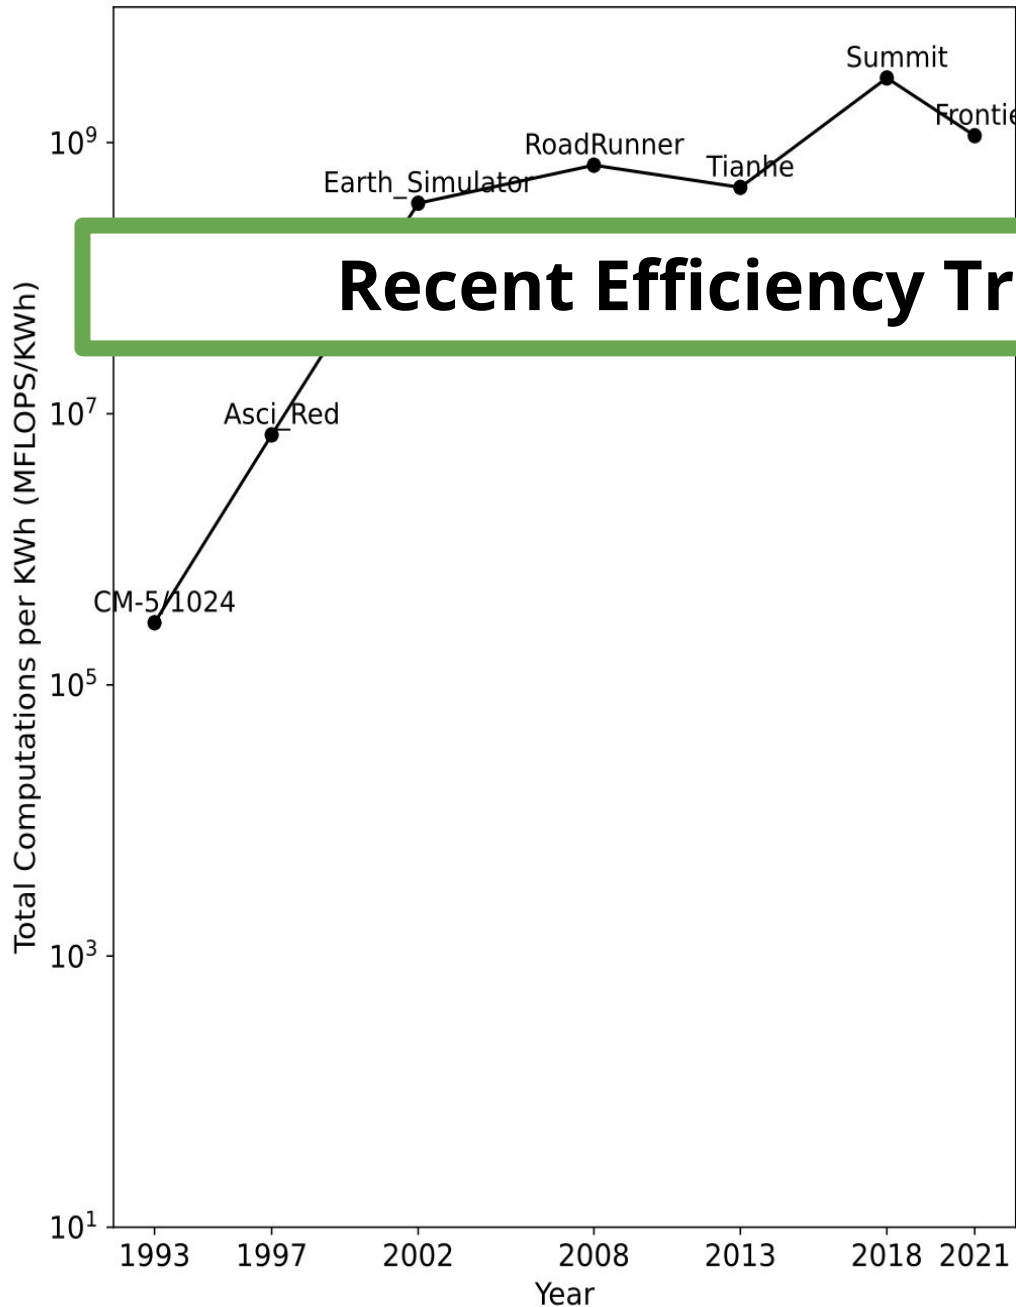 Summit
10⁹
Frontie
RoadRunner
Tianhe
Earth_Simulator
Recent Efficiency Tr
Total Computations per KWh (MFLOPS/KWh)
10⁷
Asci_Red
CM-5/1024
10⁵
10³
10¹
1993 1997 2002 2008 2013 2018 2021
Year